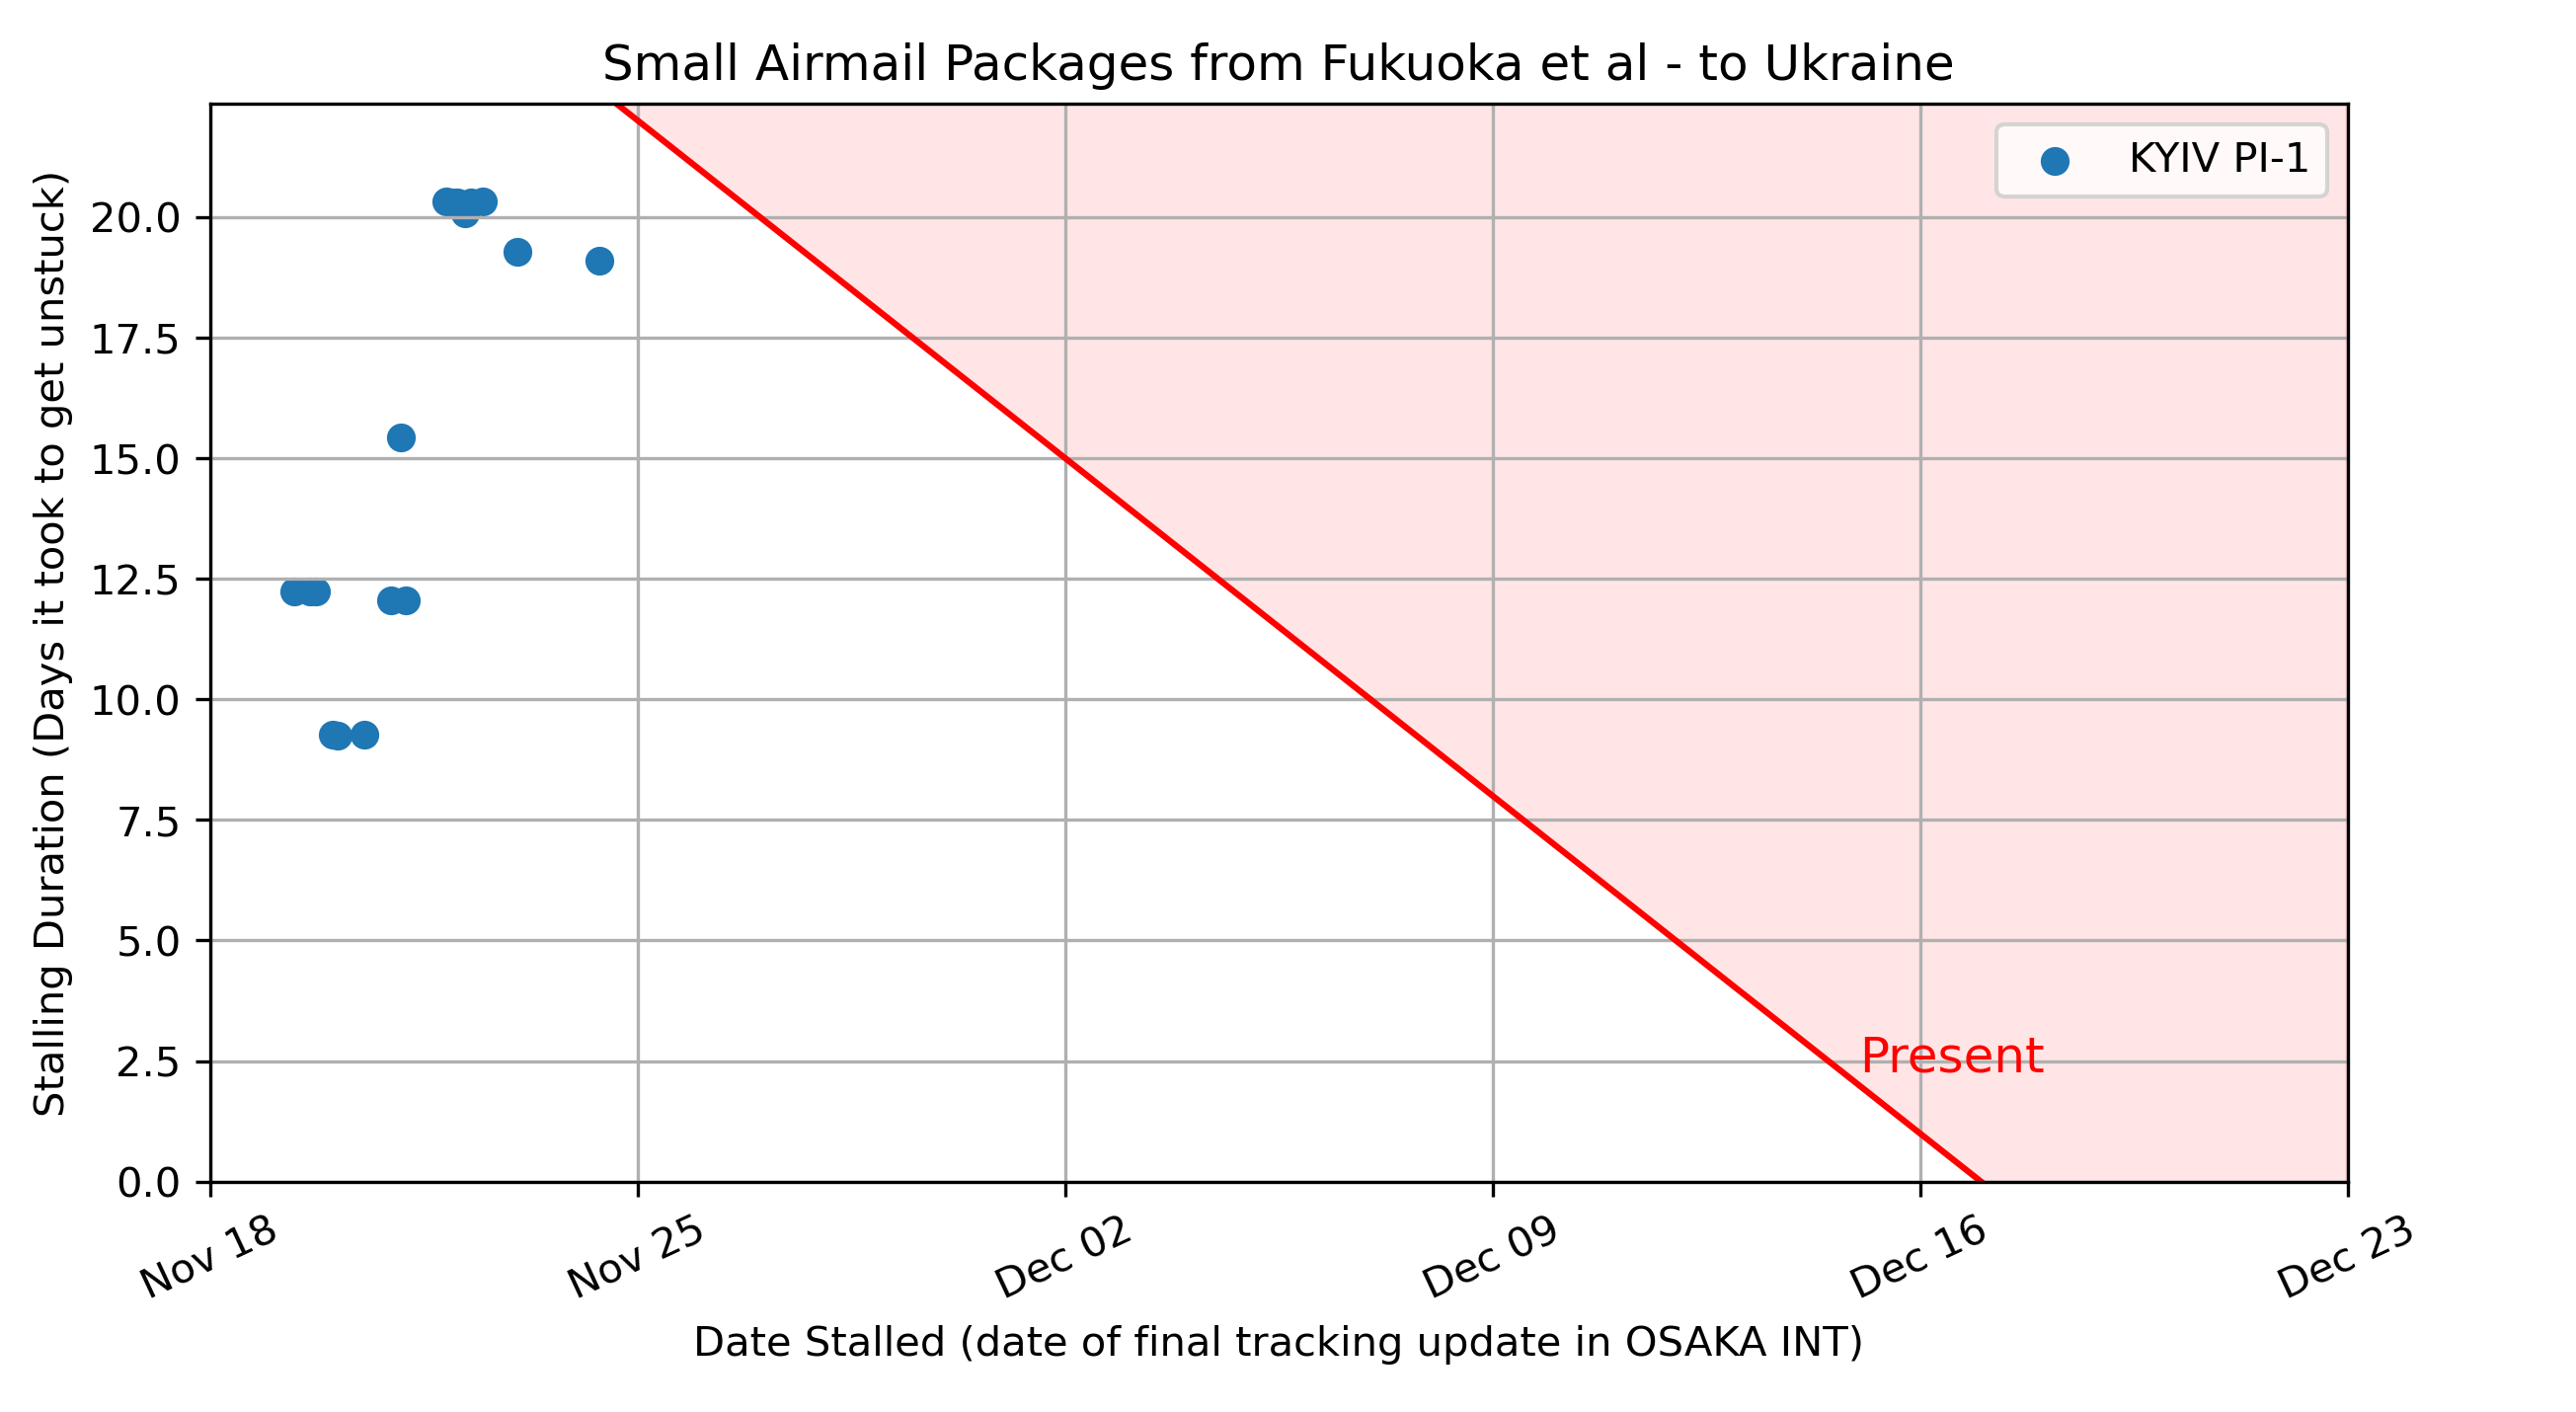 Small Airmail Packages from Fukuoka et al - to Ukraine
KYIV PI-1
Stalling Duration (Days it took to get unstuck)
20.0
17.5
15.0
12.5
10.0
7.5
5.0
2.5
0.0
Present
Nov 18
Nov 25
Dec 02
Dec 09
Dec 16
Dec 23
Date Stalled (date of final tracking update in OSAKA INT)